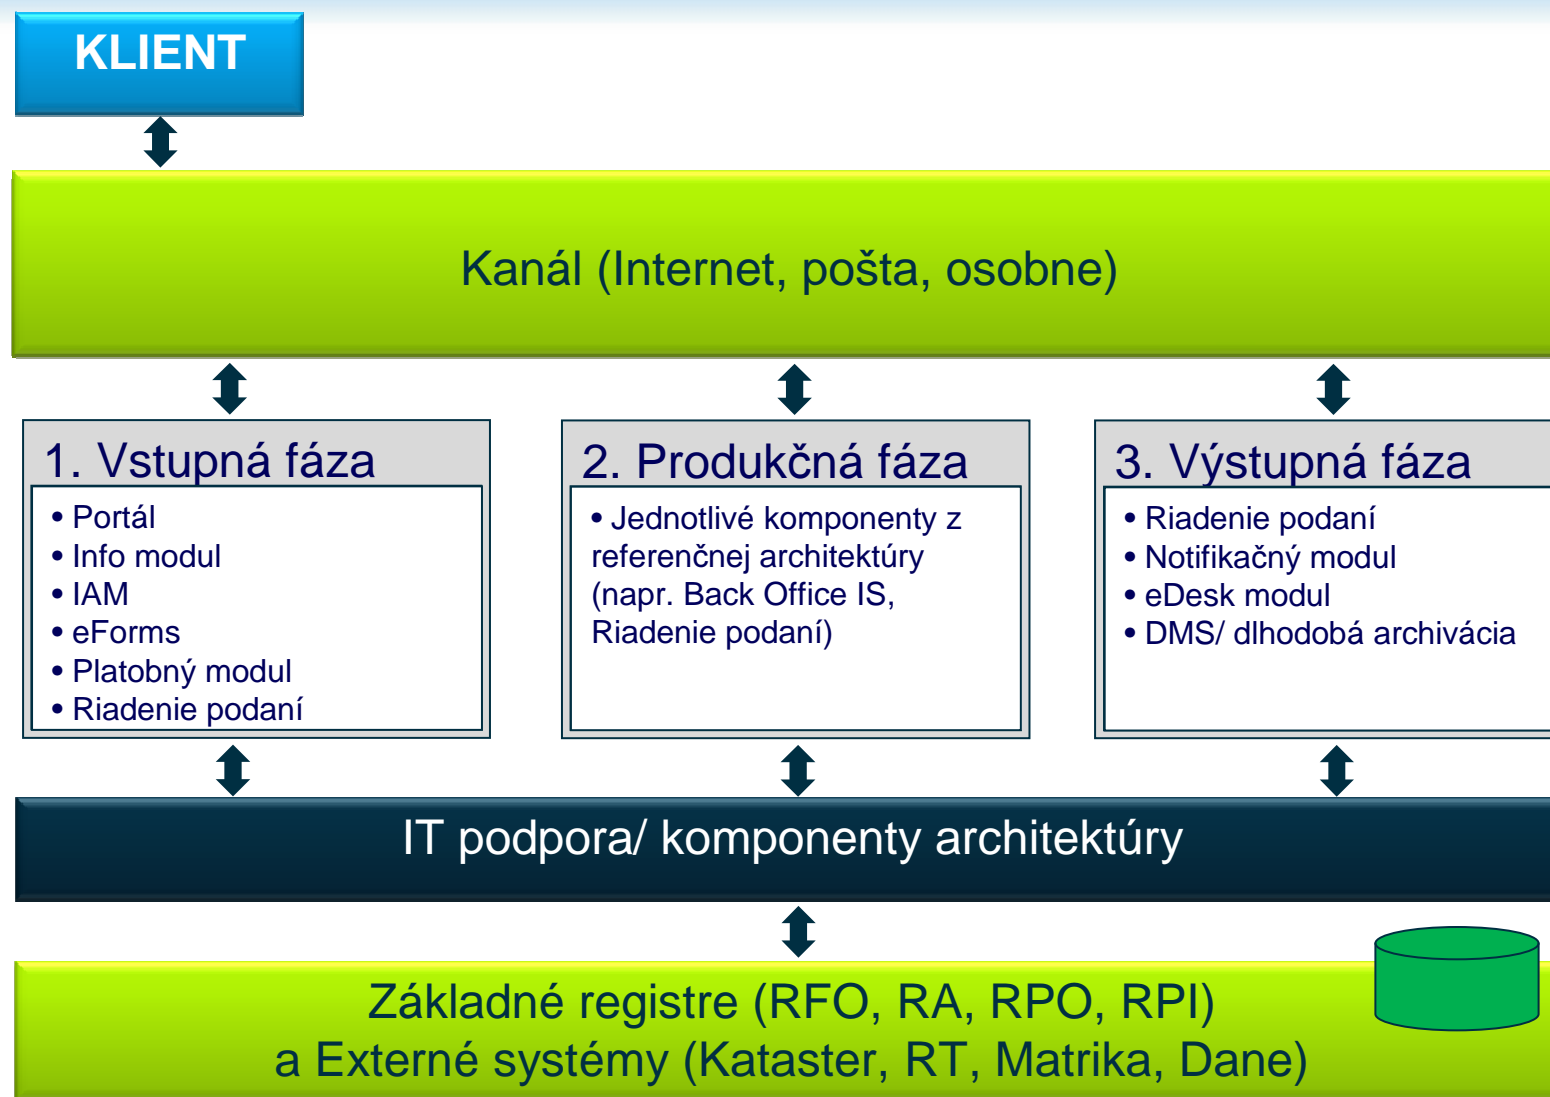 KLIENT
Kanál (Internet, pošta, osobne)
1. Vstupná fáza
• Portál
• Info modul
• IAM
• eForms
• Platobný modul
• Riadenie podaní
2. Produkčná fáza
• Jednotlivé komponenty z
referenčnej architektúry
(napr. Back Office IS,
Riadenie podaní)
3. Výstupná fáza
• Riadenie podaní
• Notifikačný modul
• eDesk modul
• DMS/ dlhodobá archivácia
IT podpora/ komponenty architektúry
Základné registre (RFO, RA, RPO, RPI)
a Externé systémy (Kataster, RT, Matrika, Dane)